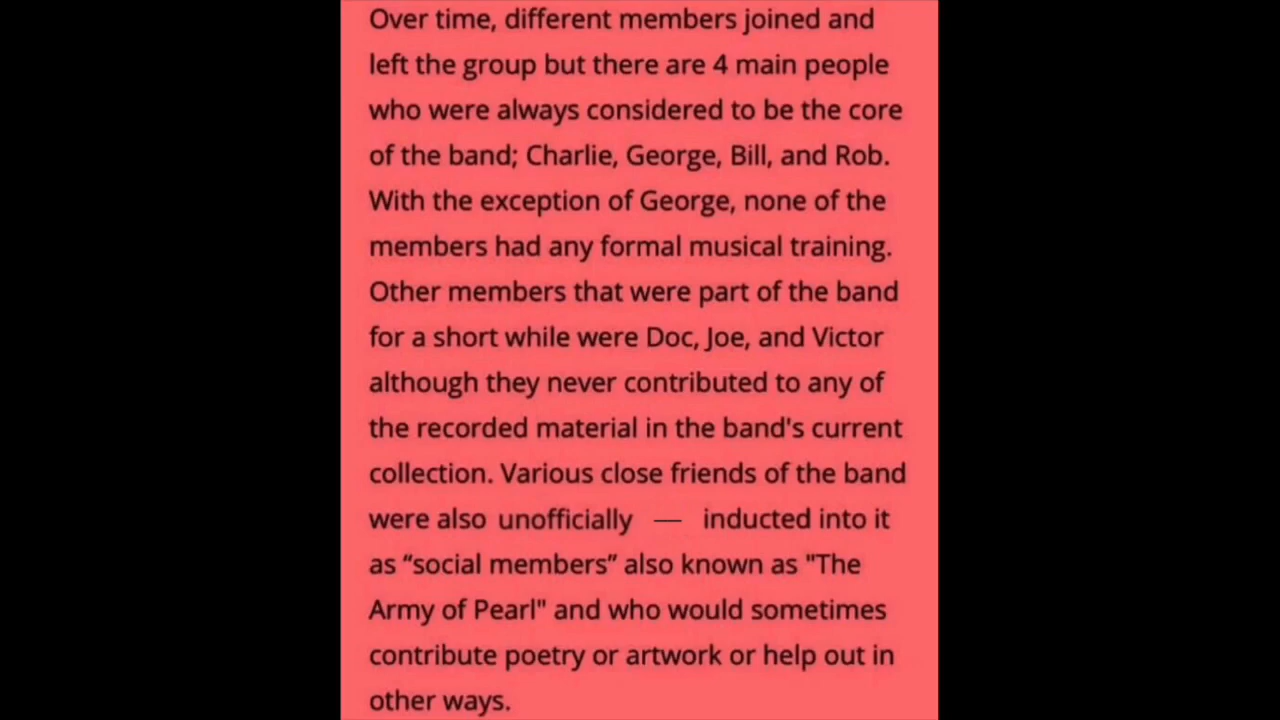 Over time, different members joined and
left the group but there are 4 main people
who were always considered to be the core
of the band; Charlie, George, Bill, and Rob.
With the exception of George, none of the
members had any formal musical training.
Other members that were part of the band
for a short while were Doc, Joe, and Victor
although they never contributed to any of
the recorded material in the band's current
collection. Various close friends of the band
were also unofficially — inducted into it
as “social members” also known as "The
Army of Pearl" and who would sometimes
contribute poetry or artwork or help out in
other ways.